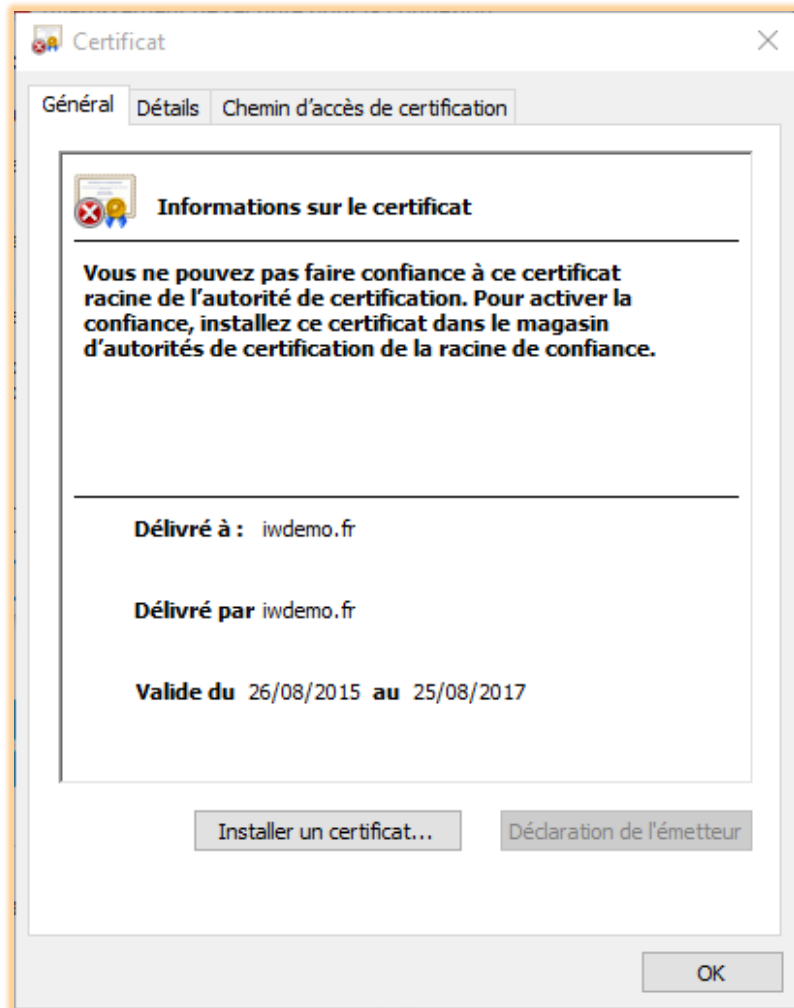 Certificat
Général Détails Chemin d'accès de certification
Informations sur le certificat
Vous ne pouvez pas faire confiance à ce certificat
racine de l'autorité de certification. Pour activer la
confiance, installez ce certificat dans le magasin
d'autorités de certification de la racine de confiance.
Délivré à : iwdemo.fr
Délivré par iwdemo.fr
Valide du 26/08/2015 au 25/08/2017
Installer un certificat... Déclaration de l'émetteur
OK